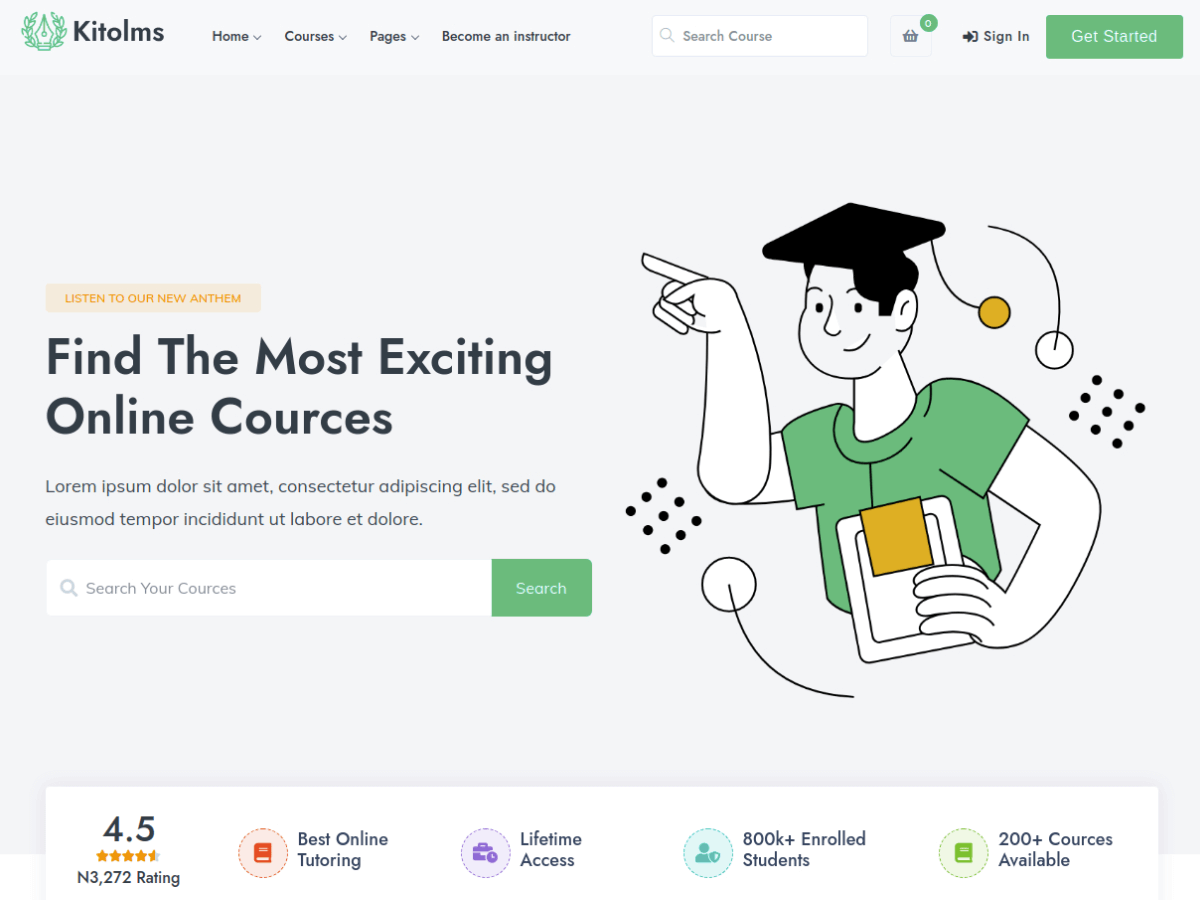 Kitolms
Home
Courses
Pages
Become an instructor
Search Course
0
Sign In
Get Started
LISTEN TO OUR NEW ANTHEM
Find The Most Exciting
Online Cources
Lorem ipsum dolor sit amet, consectetur adipiscing elit, sed do
eiusmod tempor incididunt ut labore et dolore.
Search Your Cources
Search
4.5
N3,272 Rating
Best Online
Tutoring
Lifetime
Access
800k+ Enrolled
Students
200+ Cources
Available